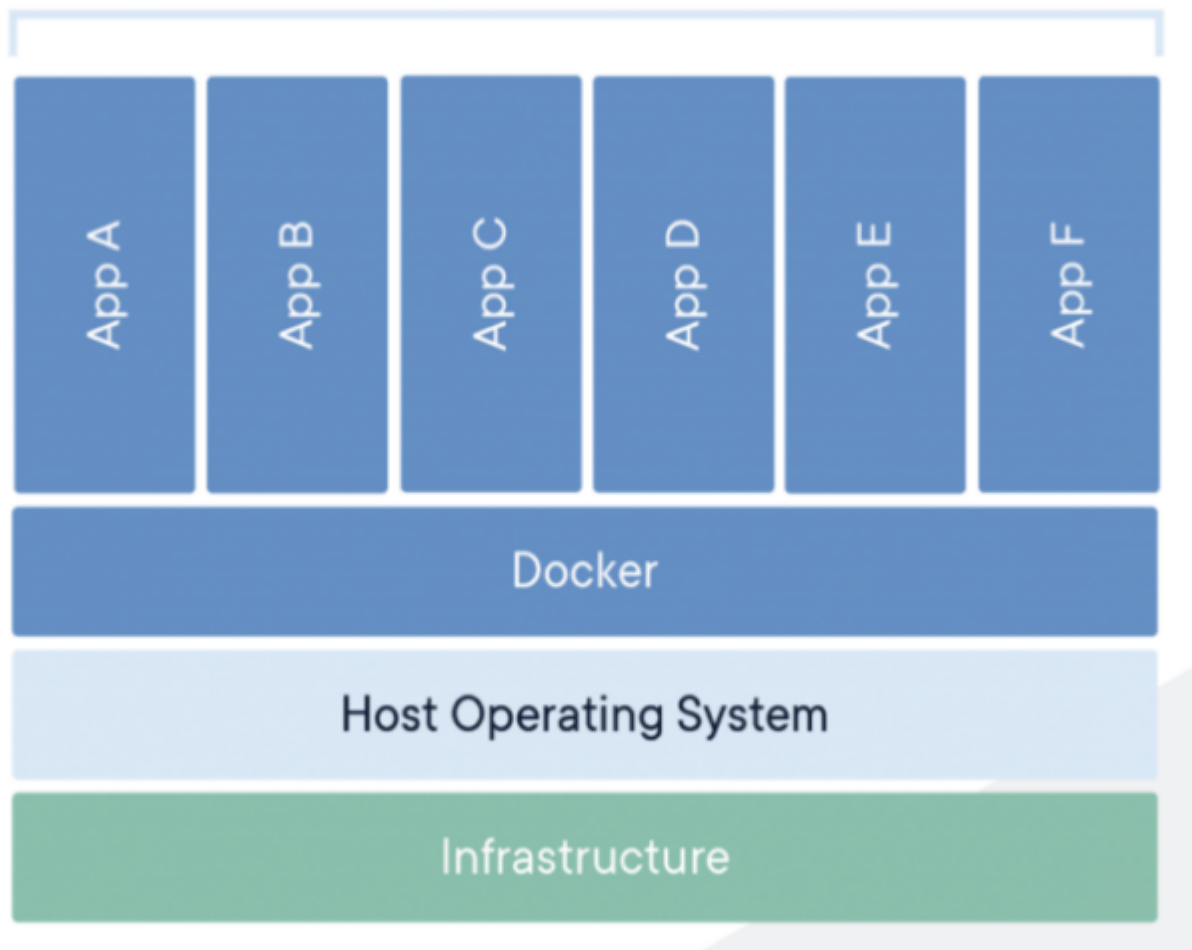 App A
App B
App C
App D
App E
App F
Docker
Host Operating System
Infrastructure